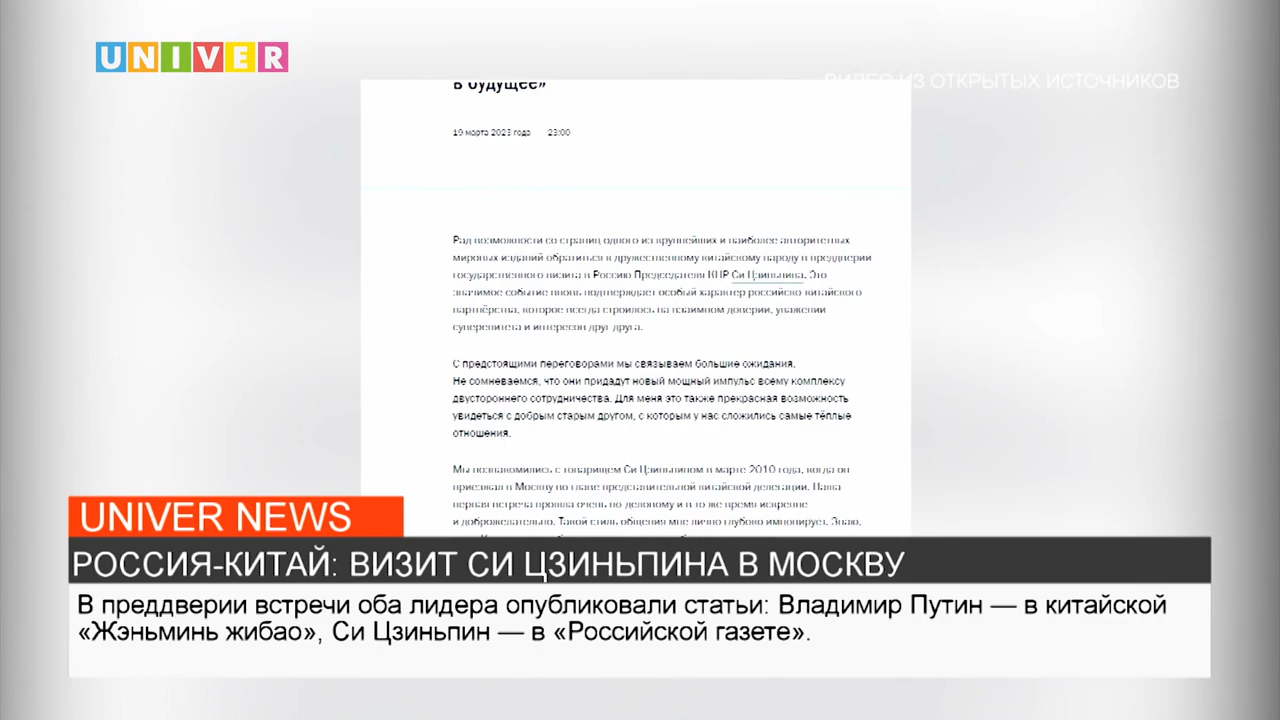 UNIVER
ВИДЕО ИЗ ОТКРЫТЫХ ИСТОЧНИКОВ
в будущее»
19 марта 2023 года 23:00
Рад возможности со страниц одного из крупнейших и наиболее авторитетных
мировых изданий обратиться к дружественному китайскому народу в преддверии
государственного визита в Россию Председателя КНР Си Цзиньпина. Это
значимое событие вновь подтверждает особый характер российско-китайского
партнёрства, которое всегда строилось на взаимном доверии, уважении
суверенитета и интересов друг друга.
С предстоящими переговорами мы связываем большие ожидания.
Не сомневаемся, что они придадут новый мощный импульс всему комплексу
двустороннего сотрудничества. Для меня это также прекрасная возможность
увидеться с добрым старым другом, с которым у нас сложились самые тёплые
отношения.
Мы познакомились с товарищем Си Цзиньпином в марте 2010 года, когда он
приезжал в Москву во главе представительной китайской делегации. Наша
первая встреча прошла очень по-деловому и в то же время искренне
и доброжелательно. Такой стиль общения мне лично глубоко импонирует. Знаю,
UNIVER NEWS
РОССИЯ-КИТАЙ: ВИЗИТ СИ ЦЗИНЬПИНА В МОСКВУ
В преддверии встречи оба лидера опубликовали статьи: Владимир Путин — в китайской
«Жэньминь жибао», Си Цзиньпин — в «Российской газете».